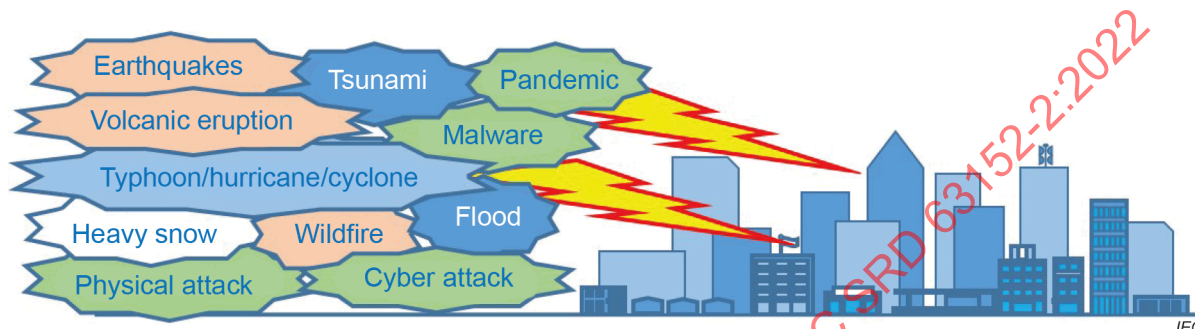 Earthquakes
Tsunami
Pandemic
Volcanic eruption
Malware
Typhoon/hurricane/cyclone
Heavy snow
Wildfire
Flood
Physical attack
Cyber attack
C SRD 63152-2:2022
IEC